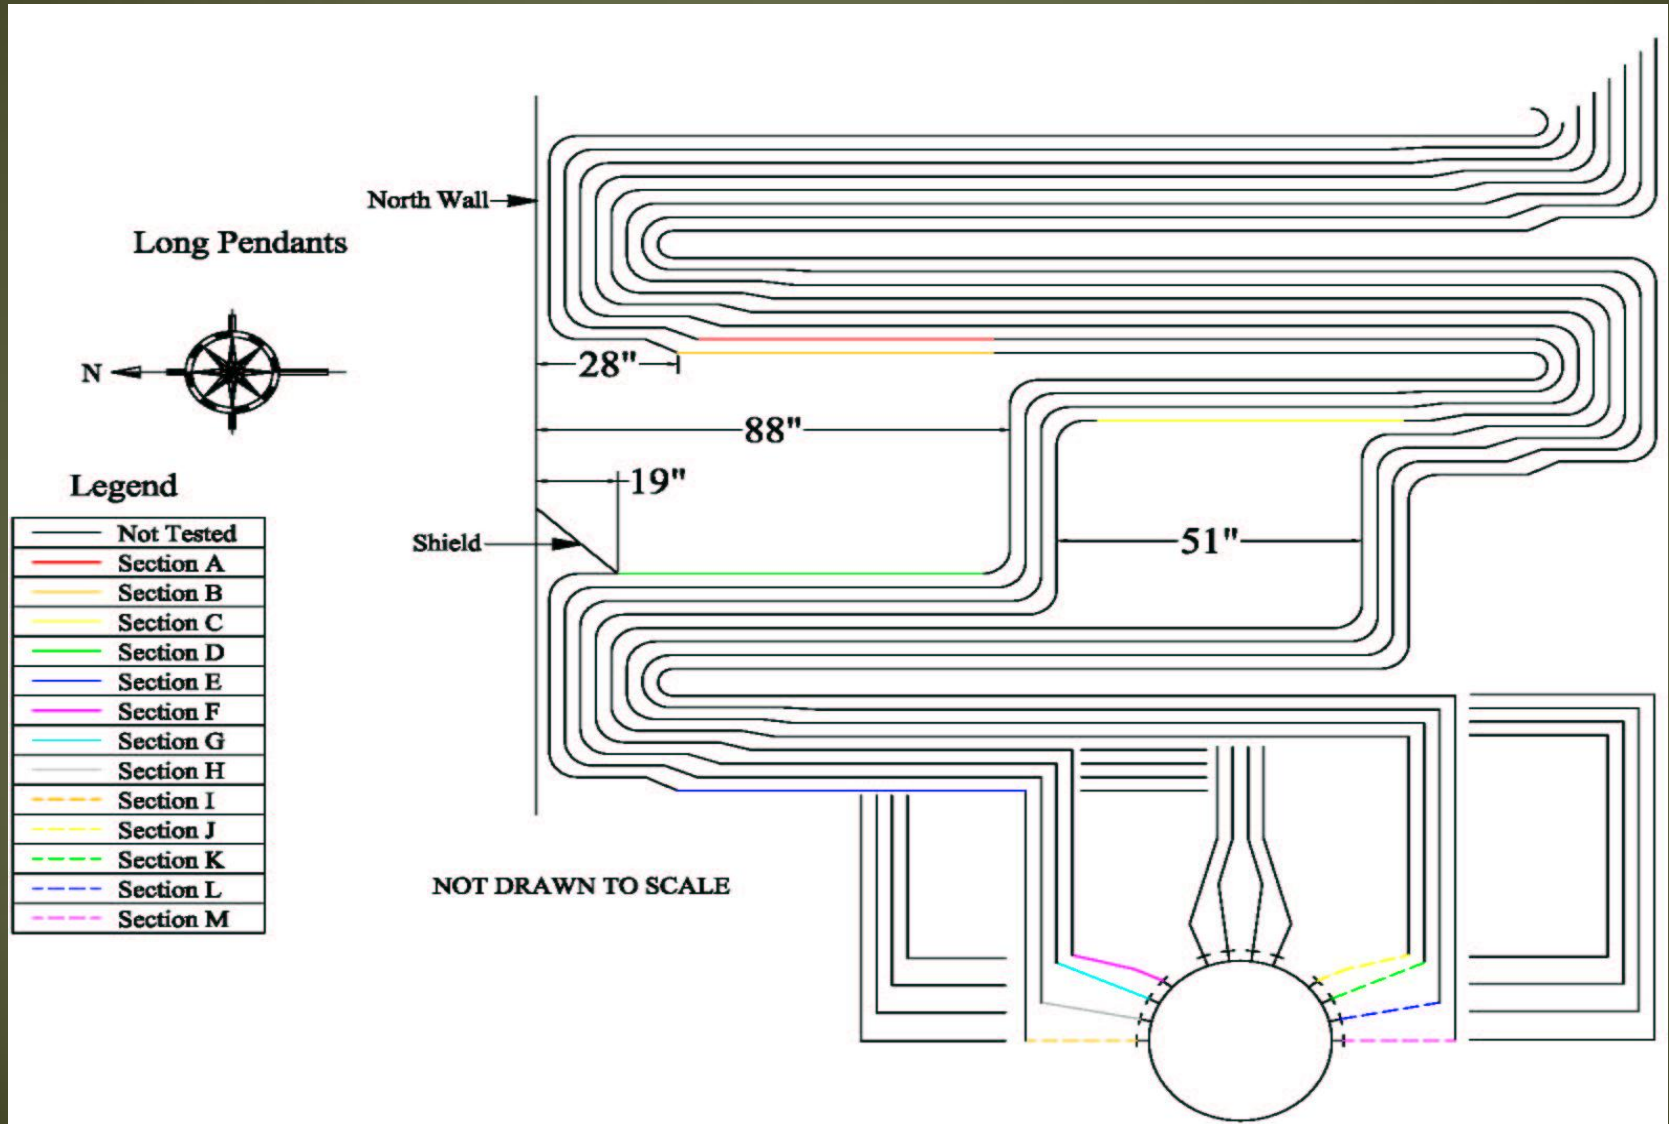 North Wall
Long Pendants
N
28"
88"
19"
Shield
51"
Legend
Not Tested
Section A
Section B
Section C
Section D
Section E
Section F
Section G
Section H
Section I
Section J
Section K
Section L
Section M
NOT DRAWN TO SCALE